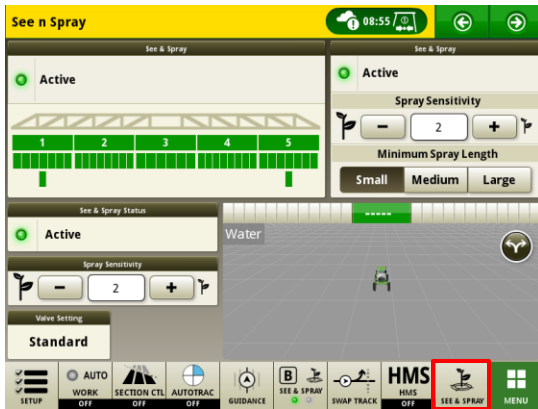 See n Spray
08:55
See & Spray
Active
1 2 3 4 5
See & Spray
Active
Spray Sensitivity
− 2 +
Minimum Spray Length
Small Medium Large
See & Spray Status
Active
Spray Sensitivity
− 2 +
Valve Setting
Standard
-----
Water
SETUP
AUTO
WORK
OFF
SECTION CTL
OFF
AUTOTRAC
OFF
GUIDANCE
B
SEE & SPRAY
SWAP TRACK
HMS
HMS
OFF
SEE & SPRAY
MENU